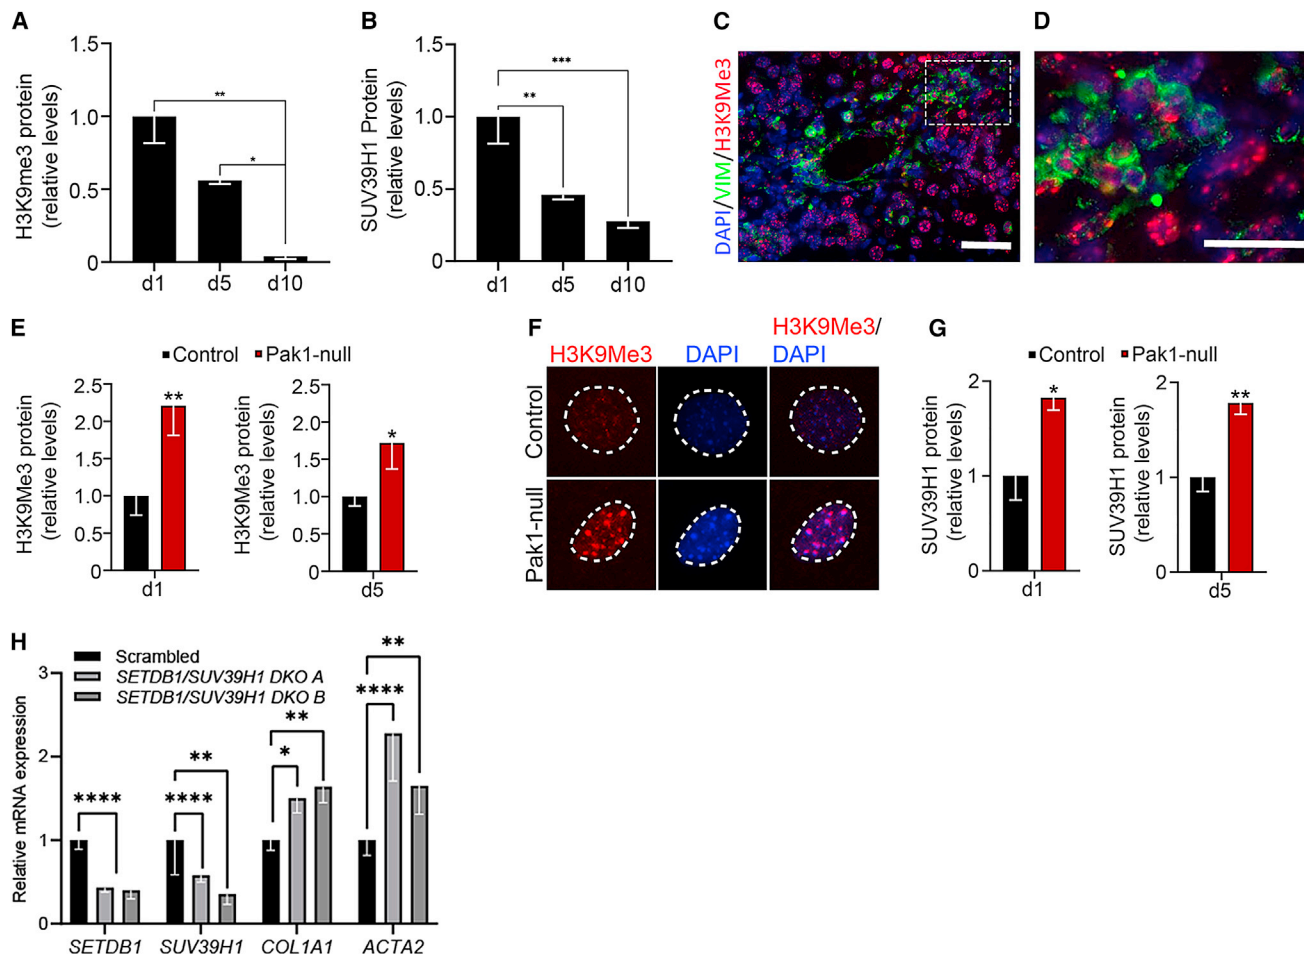 A
H3K9me3 protein
(relative levels)
1.5
1.0
0.5
0
**
*
d1 d5 d10
B
SUV39H1 Protein
(relative levels)
1.5
1.0
0.5
0
***
**
d1 d5 d10
C
DAPI/VIM/H3K9Me3
D
E
Control Pak1-null
H3K9Me3 protein
(relative levels)
2.5
2.0
1.5
1.0
0.5
0
**
d1
H3K9Me3 protein
(relative levels)
2.5
2.0
1.5
1.0
0.5
0
*
d5
F
H3K9Me3 DAPI H3K9Me3/
DAPI
Control
Pak1-null
G
Control Pak1-null
SUV39H1 protein
(relative levels)
2
1
0
*
d1
SUV39H1 protein
(relative levels)
2
1
0
**
d5
H
Scrambled
SETDB1/SUV39H1 DKO A
SETDB1/SUV39H1 DKO B
Relative mRNA expression
3
2
1
0
****
**
****
**
*
**
****
SETDB1 SUV39H1 COL1A1 ACTA2